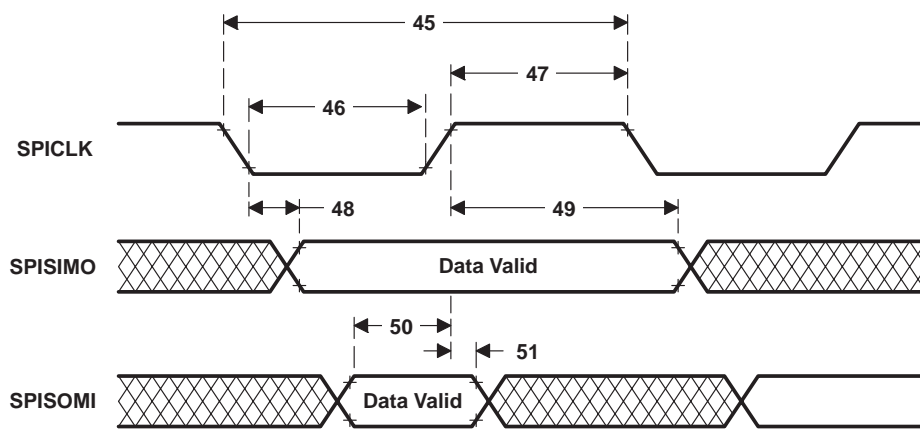 45
47
46
SPICLK
48
49
SPISIMO
Data Valid
50
51
SPISOMI
Data Valid